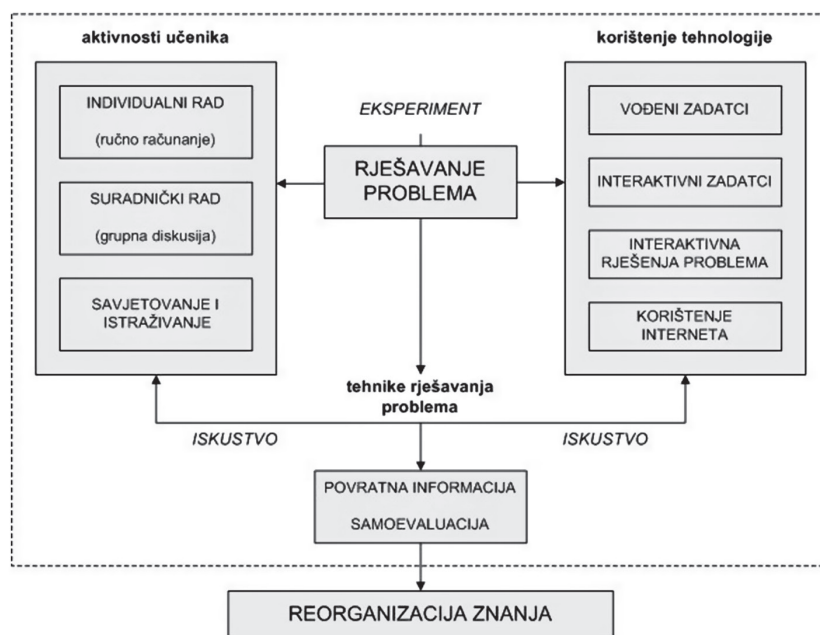 aktivnosti učenika
INDIVIDUALNI RAD
(ručno računanje)
SURADNIČKI RAD
(grupna diskusija)
SAVJETOVANJE I
ISTRAŽIVANJE
EKSPERIMENT
RJEŠAVANJE
PROBLEMA
korištenje tehnologije
VOĐENI ZADATCI
INTERAKTIVNI ZADATCI
INTERAKTIVNA
RJEŠENJA PROBLEMA
KORIŠTENJE
INTERNETA
tehnike rješavanja
problema
ISKUSTVO
ISKUSTVO
POVRATNA INFORMACIJA
SAMOEVALUACIJA
REORGANIZACIJA ZNANJA